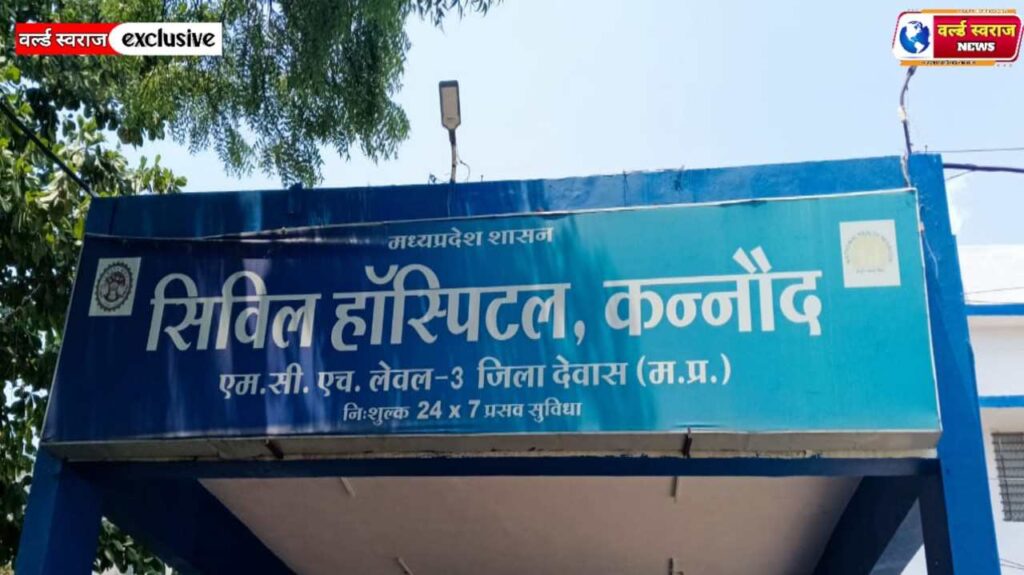 वर्ल्ड स्वराज exclusive
वर्ल्ड स्वराज
NEWS
मध्यप्रदेश शासन
सिविल हॉस्पिटल, कन्नौद
एम.सी. एच. लेवल-3 जिला देवास (म.प्र.)
निःशुल्क 24 x 7 प्रसव सुविधा